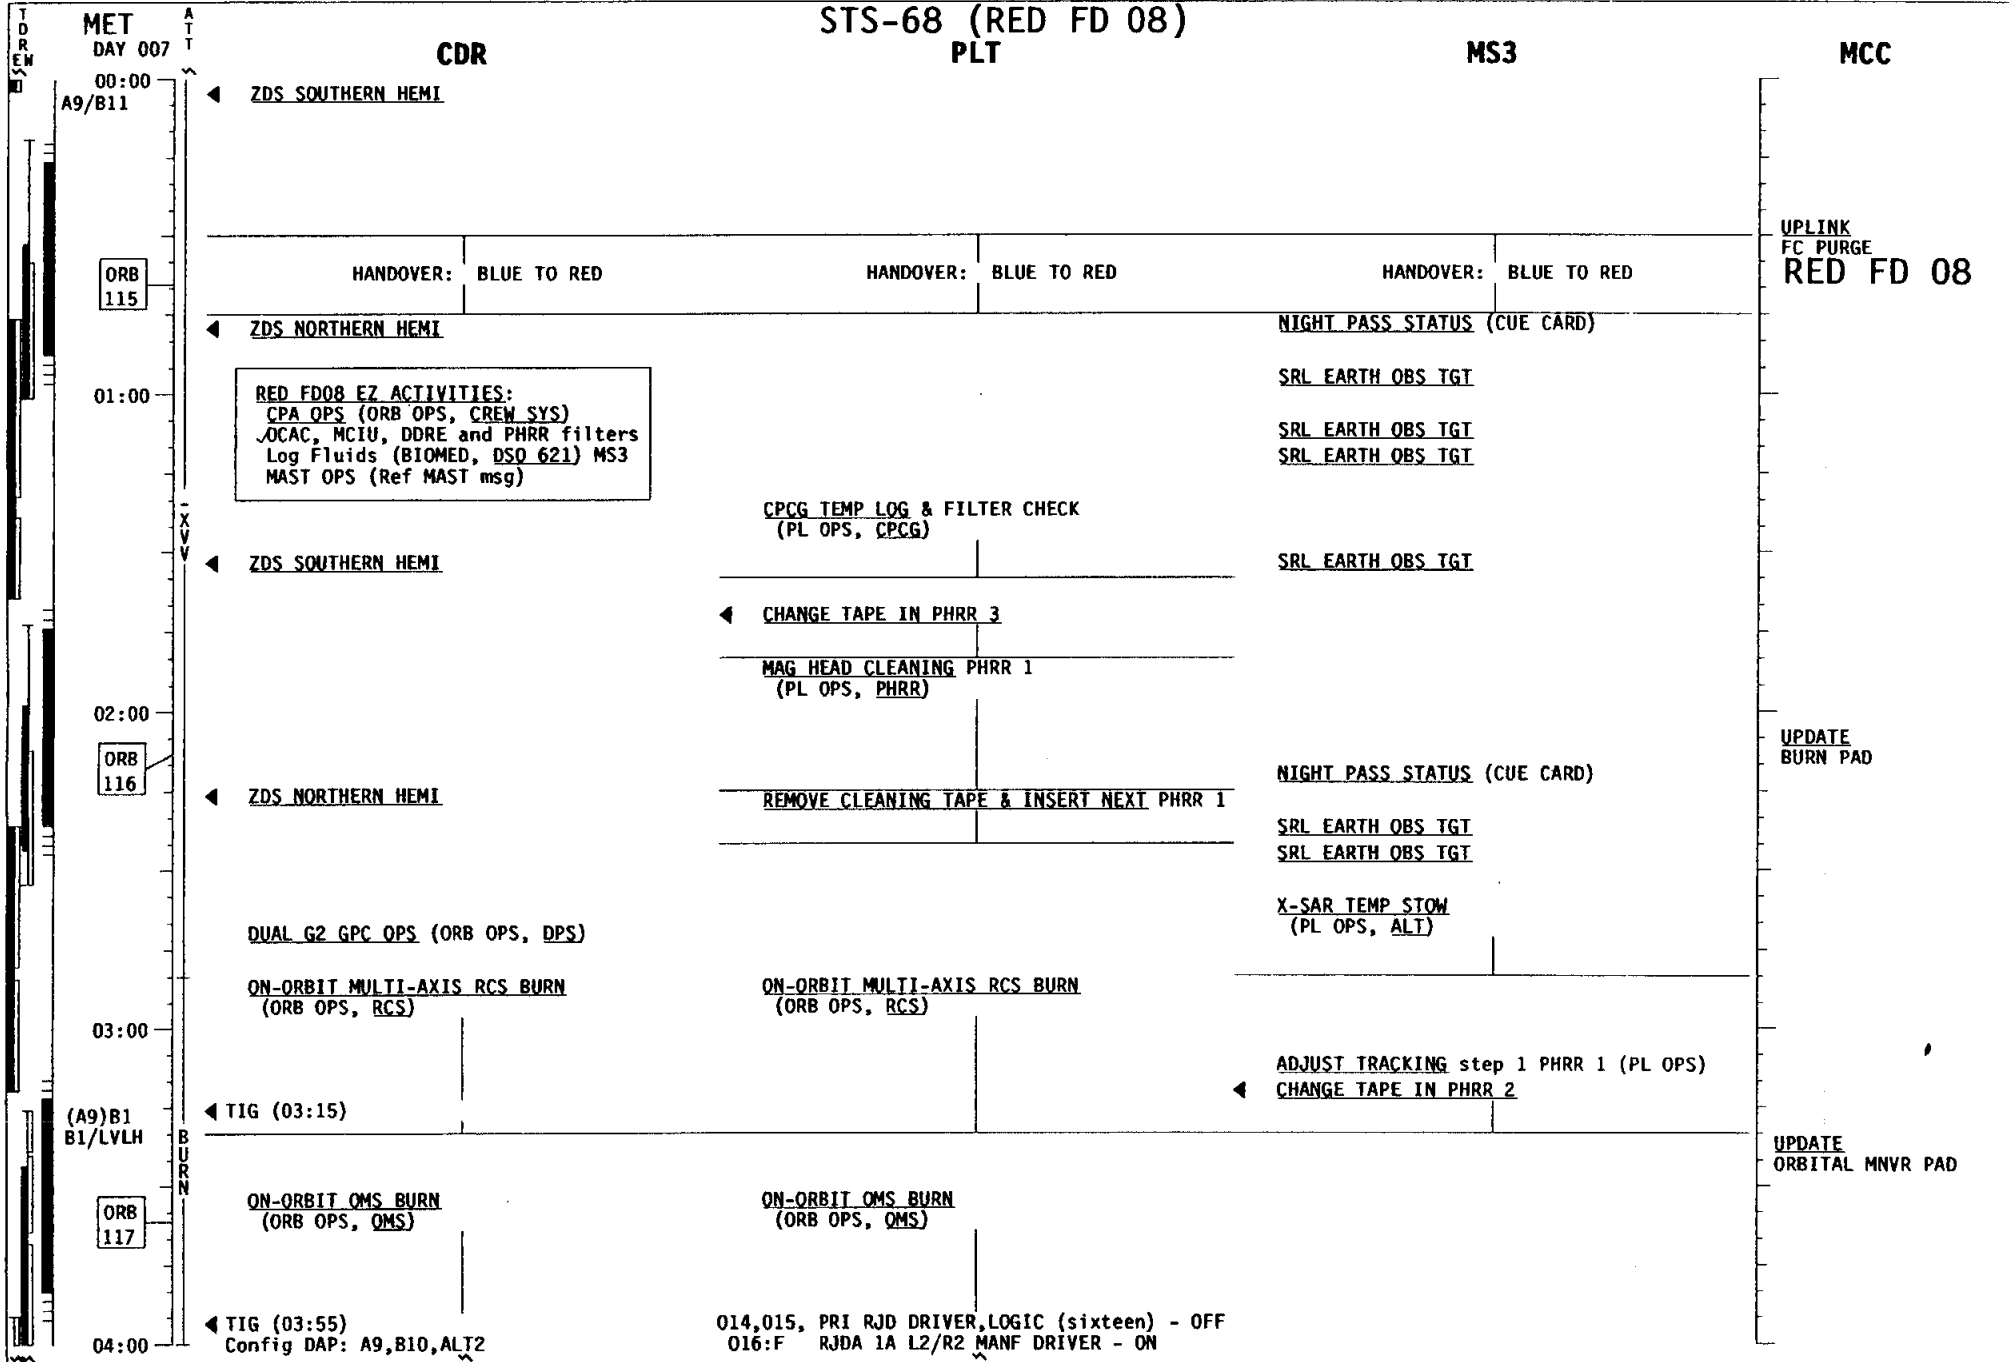 STS-68 (RED FD 08)
TDRE W
MET
DAY 007
ATT
CDR
PLT
MS3
MCC
00:00
A9/B11
ZDS SOUTHERN HEMI
UPLINK
FC PURGE
RED FD 08
ORB
115
HANDOVER: BLUE TO RED
HANDOVER: BLUE TO RED
HANDOVER: BLUE TO RED
ZDS NORTHERN HEMI
NIGHT PASS STATUS (CUE CARD)
01:00
RED FD08 EZ ACTIVITIES:
CPA OPS (ORB OPS, CREW SYS)
√OCAC, MCIU, DDRE and PHRR filters
Log Fluids (BIOMED, DSO 621) MS3
MAST OPS (Ref MAST msg)
SRL EARTH OBS TGT
SRL EARTH OBS TGT
SRL EARTH OBS TGT
-XVV
CPCG TEMP LOG & FILTER CHECK
(PL OPS, CPCG)
ZDS SOUTHERN HEMI
SRL EARTH OBS TGT
CHANGE TAPE IN PHRR 3
MAG HEAD CLEANING PHRR 1
(PL OPS, PHRR)
02:00
ORB
116
UPDATE
BURN PAD
NIGHT PASS STATUS (CUE CARD)
ZDS NORTHERN HEMI
REMOVE CLEANING TAPE & INSERT NEXT PHRR 1
SRL EARTH OBS TGT
SRL EARTH OBS TGT
X-SAR TEMP STOW
(PL OPS, ALT)
DUAL G2 GPC OPS (ORB OPS, DPS)
ON-ORBIT MULTI-AXIS RCS BURN
(ORB OPS, RCS)
ON-ORBIT MULTI-AXIS RCS BURN
(ORB OPS, RCS)
03:00
ADJUST TRACKING step 1 PHRR 1 (PL OPS)
CHANGE TAPE IN PHRR 2
(A9)B1
B1/LVLH
TIG (03:15)
BURN
UPDATE
ORBITAL MNVR PAD
ORB
117
ON-ORBIT OMS BURN
(ORB OPS, OMS)
ON-ORBIT OMS BURN
(ORB OPS, OMS)
TIG (03:55)
04:00
Config DAP: A9,B10,ALT2
O14,O15, PRI RJD DRIVER,LOGIC (sixteen) - OFF
O16:F RJDA 1A L2/R2 MANF DRIVER - ON